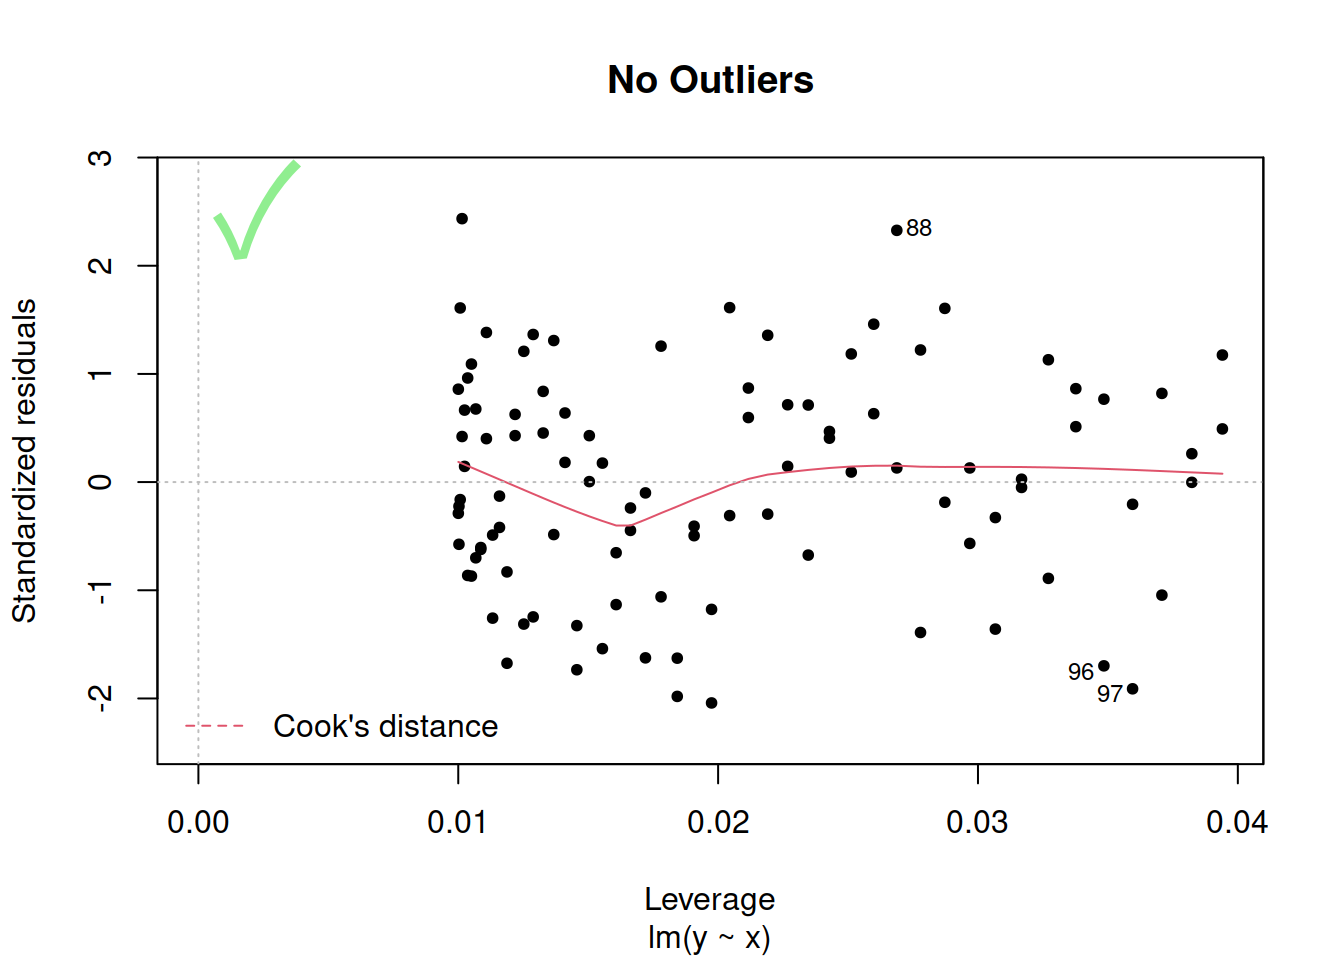 No Outliers
3
2
1
0
-1
-2
Standardized residuals
88
96
97
Cook's distance
0.00 0.01 0.02 0.03 0.04
Leverage
lm(y ~ x)